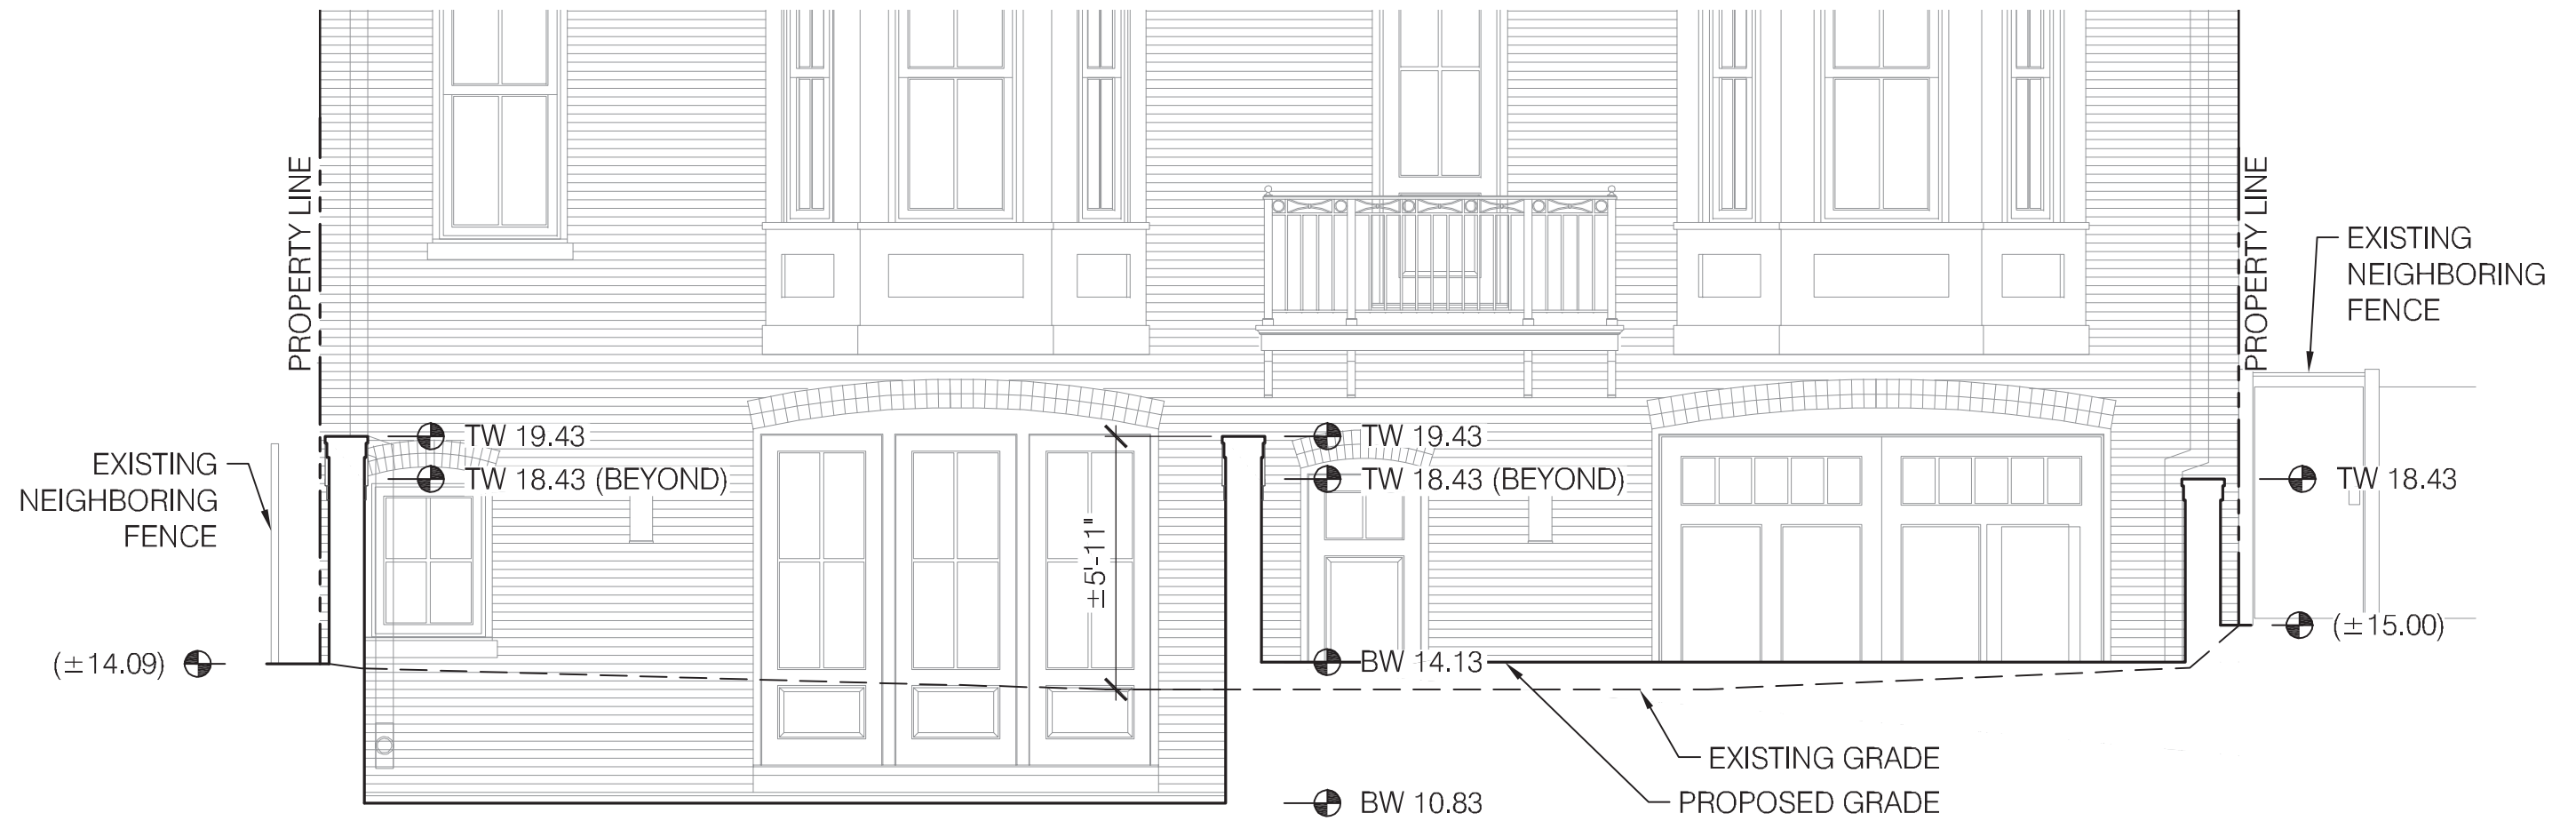 PROPERTY LINE
PROPERTY LINE
EXISTING
NEIGHBORING
FENCE
TW 19.43
TW 19.43
EXISTING
NEIGHBORING
FENCE
TW 18.43 (BEYOND)
TW 18.43 (BEYOND)
TW 18.43
±5'-11"
(±14.09)
BW 14.13
(±15.00)
EXISTING GRADE
BW 10.83
PROPOSED GRADE